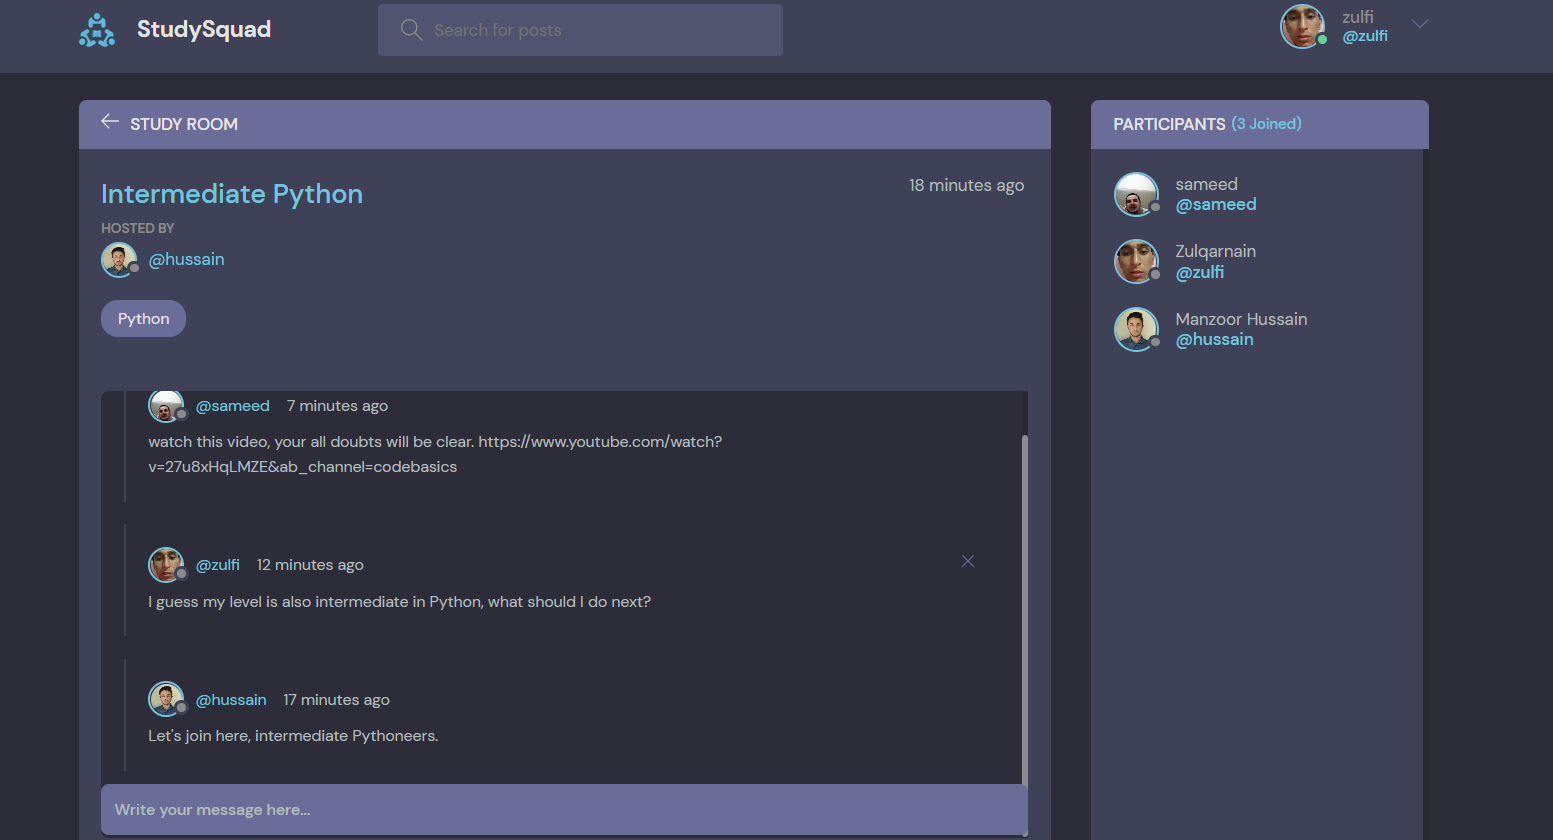 StudySquad
Search for posts
zulfi
@zulfi
STUDY ROOM
Intermediate Python
18 minutes ago
HOSTED BY
@hussain
Python
@sameed 7 minutes ago
watch this video, your all doubts will be clear. https://www.youtube.com/watch?
v=27u8xHqLMZE&ab_channel=codebasics
@zulfi 12 minutes ago
I guess my level is also intermediate in Python, what should I do next?
@hussain 17 minutes ago
Let's join here, intermediate Pythoneers.
Write your message here...
PARTICIPANTS (3 Joined)
sameed
@sameed
Zulqarnain
@zulfi
Manzoor Hussain
@hussain